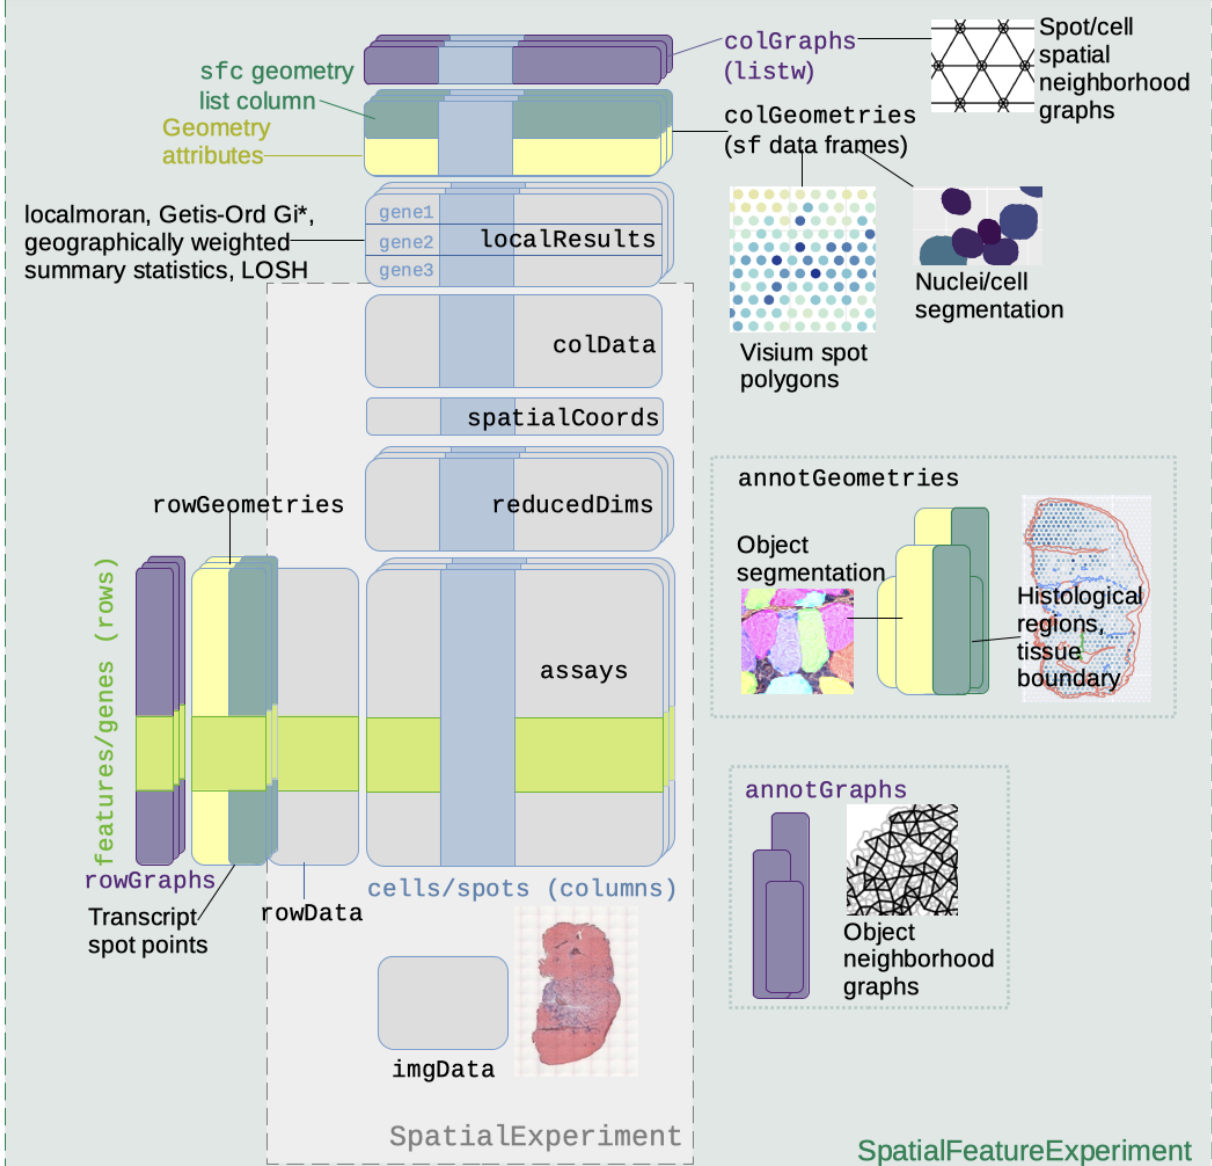 colGraphs
(listw)
Spot/cell
spatial
neighborhood
graphs
sfc geometry
list column
Geometry
attributes
colGeometries
(sf data frames)
localmoran, Getis-Ord Gi*,
geographically weighted
summary statistics, LOSH
gene1
gene2
gene3
localResults
Visium spot
polygons
Nuclei/cell
segmentation
colData
spatialCoords
reducedDims
rowGeometries
features/genes (rows)
assays
rowGraphs
Transcript
spot points
rowData
cells/spots (columns)
imgData
annotGeometries
Object
segmentation
Histological
regions,
tissue
boundary
annotGraphs
Object
neighborhood
graphs
SpatialExperiment
SpatialFeatureExperiment